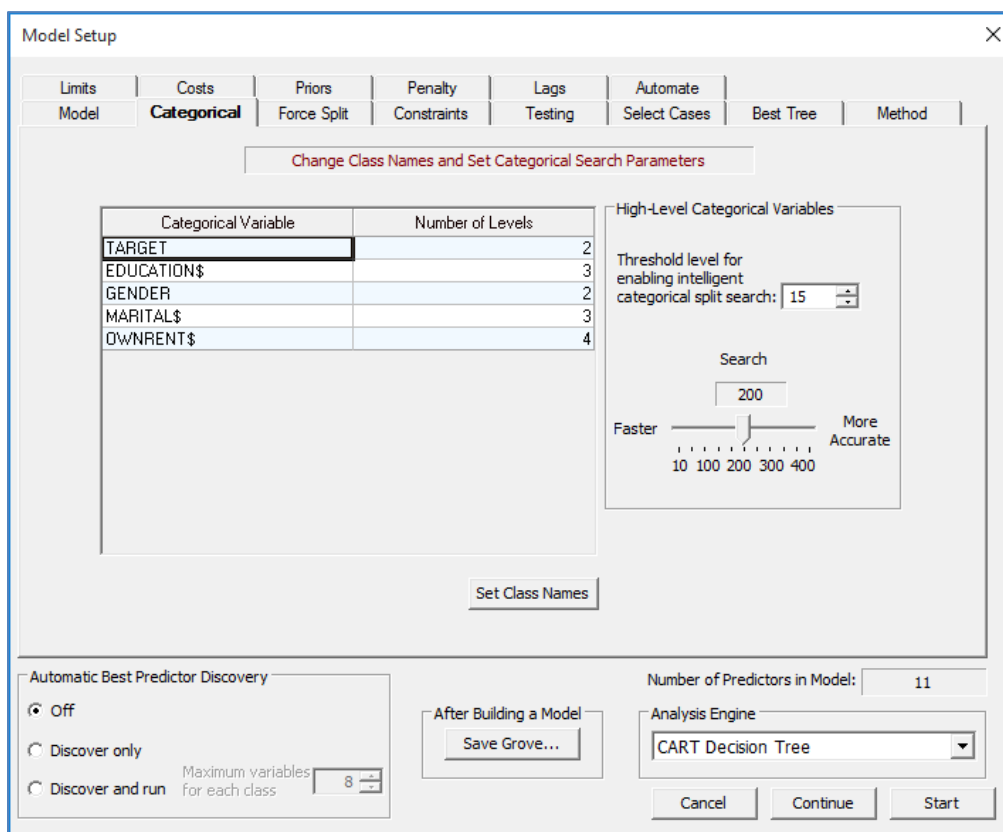 Model Setup
Limits Costs Priors Penalty Lags Automate
Model Categorical Force Split Constraints Testing Select Cases Best Tree Method
Change Class Names and Set Categorical Search Parameters
Categorical Variable Number of Levels
TARGET 2
EDUCATION$ 3
GENDER 2
MARITAL$ 3
OWNRENT$ 4
High-Level Categorical Variables
Threshold level for
enabling intelligent
categorical split search: 15
Search
200
Faster More
Accurate
10 100 200 300 400
Set Class Names
Automatic Best Predictor Discovery
Off
Discover only
Discover and run
Maximum variables
for each class 8
After Building a Model
Save Grove...
Number of Predictors in Model: 11
Analysis Engine
CART Decision Tree
Cancel Continue Start